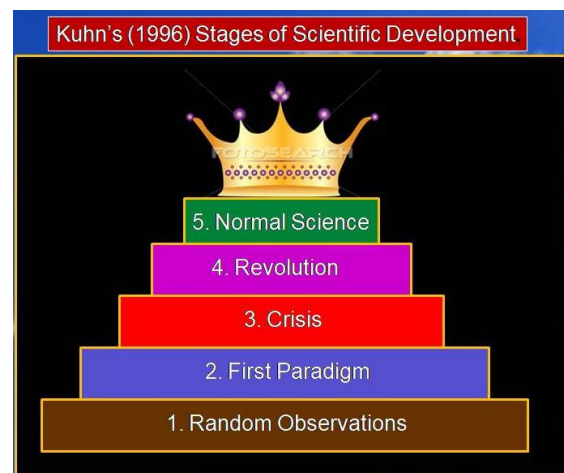 Kuhn's (1996) Stages of Scientific Development
FOTOSEARCH
5. Normal Science
4. Revolution
3. Crisis
2. First Paradigm
1. Random Observations